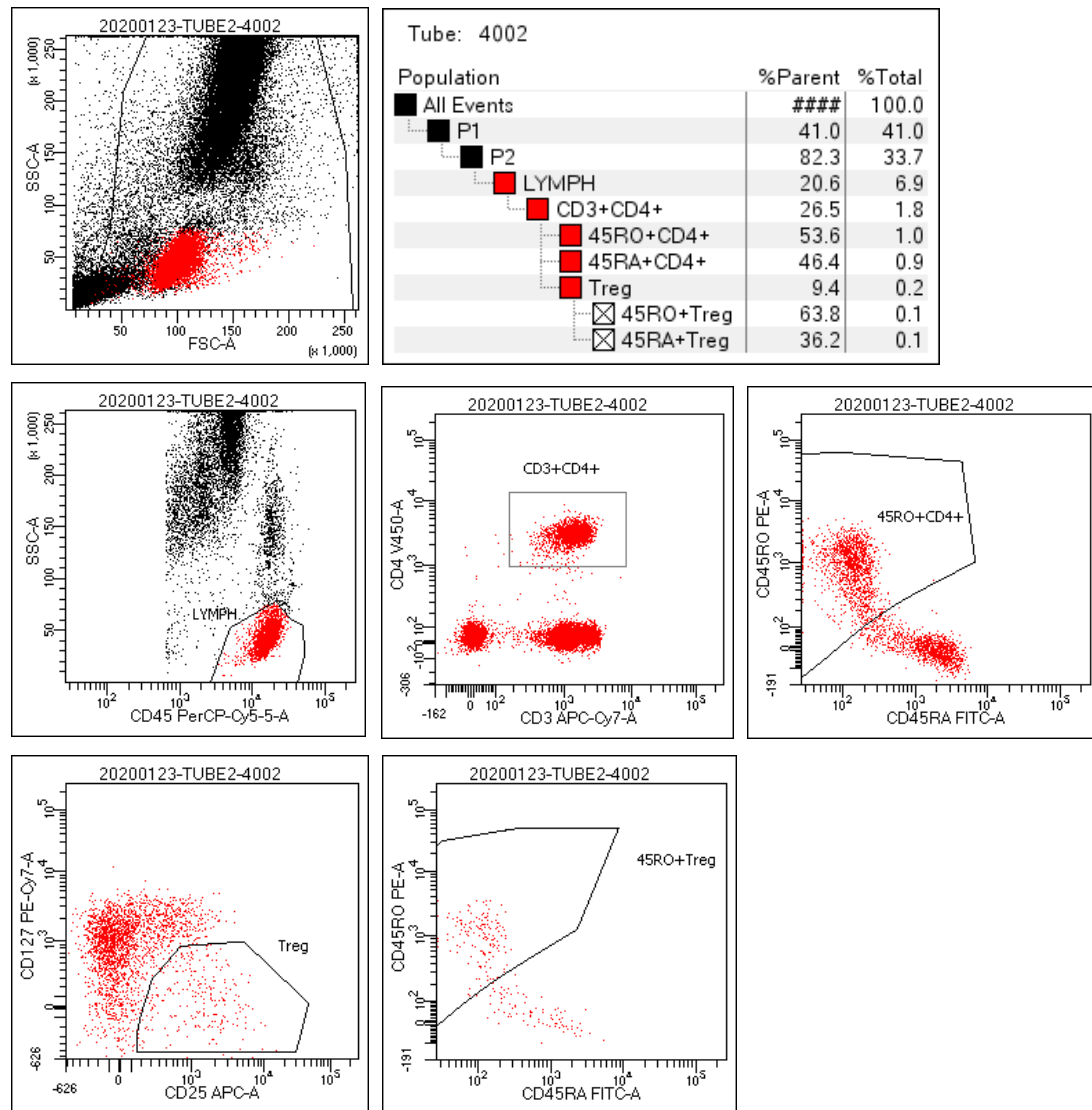 20200123-TUBE2-4002
(x 1,000)
250
200
150
100
50
SSC-A
50 100 150 200 250
FSC-A
(x 1,000)
Tube: 4002
Population %Parent %Total
All Events #### 100.0
P1 41.0 41.0
P2 82.3 33.7
LYMPH 20.6 6.9
CD3+CD4+ 26.5 1.8
45RO+CD4+ 53.6 1.0
45RA+CD4+ 46.4 0.9
Treg 9.4 0.2
45RO+Treg 63.8 0.1
45RA+Treg 36.2 0.1
20200123-TUBE2-4002
(x 1,000)
250
200
150
100
50
SSC-A
LYMPH
10² 10³ 10⁴ 10⁵
CD45 PerCP-Cy5-5-A
20200123-TUBE2-4002
CD3+CD4+
10⁵
10⁴
10³
10²
0
-10²
-306
CD4 V450-A
-162 0 10² 10³ 10⁴ 10⁵
CD3 APC-Cy7-A
20200123-TUBE2-4002
45RO+CD4+
10⁵
10⁴
10³
10²
0
-191
CD45RO PE-A
10² 10³ 10⁴ 10⁵
CD45RA FITC-A
20200123-TUBE2-4002
Treg
10⁵
10⁴
10³
0
-626
CD127 PE-Cy7-A
-626 0 10³ 10⁴ 10⁵
CD25 APC-A
20200123-TUBE2-4002
45RO+Treg
10⁵
10⁴
10³
10²
0
-191
CD45RO PE-A
10² 10³ 10⁴ 10⁵
CD45RA FITC-A